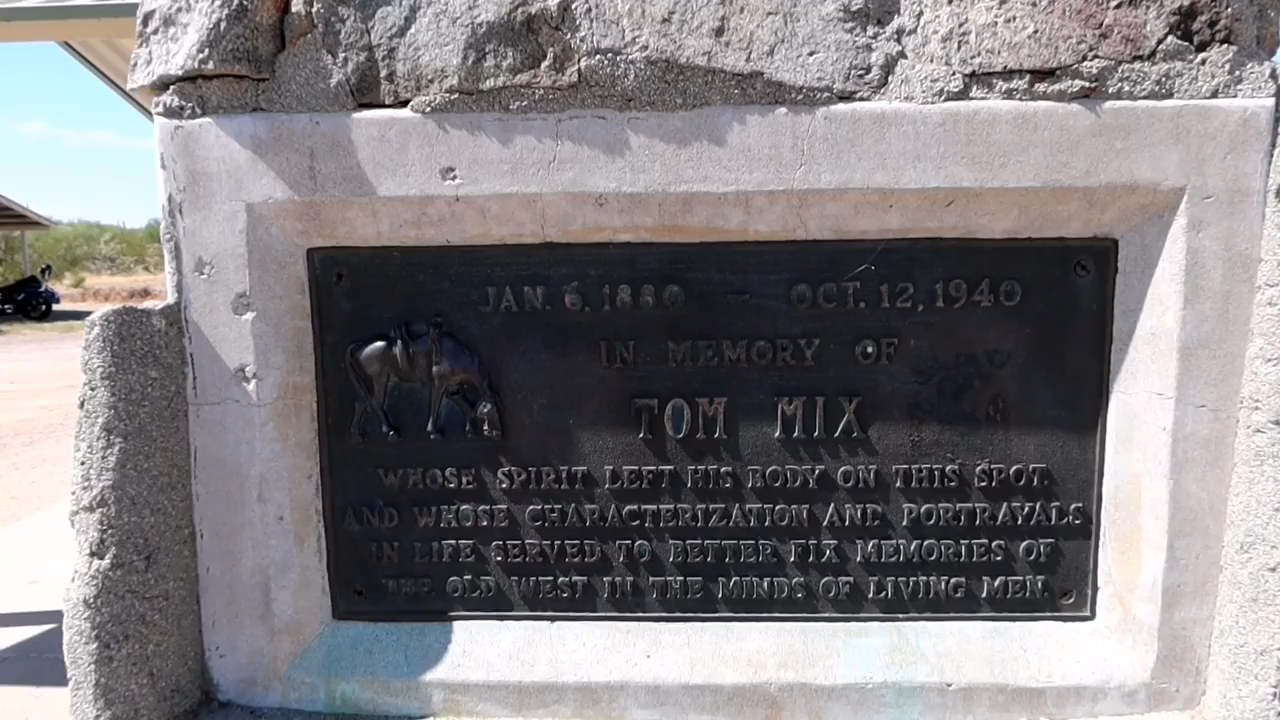 JAN. 6, 1880 - OCT. 12, 1940
IN MEMORY OF
TOM MIX
WHOSE SPIRIT LEFT HIS BODY ON THIS SPOT.
AND WHOSE CHARACTERIZATION AND PORTRAYALS
IN LIFE SERVED TO BETTER FIX MEMORIES OF
THE OLD WEST IN THE MINDS OF LIVING MEN.